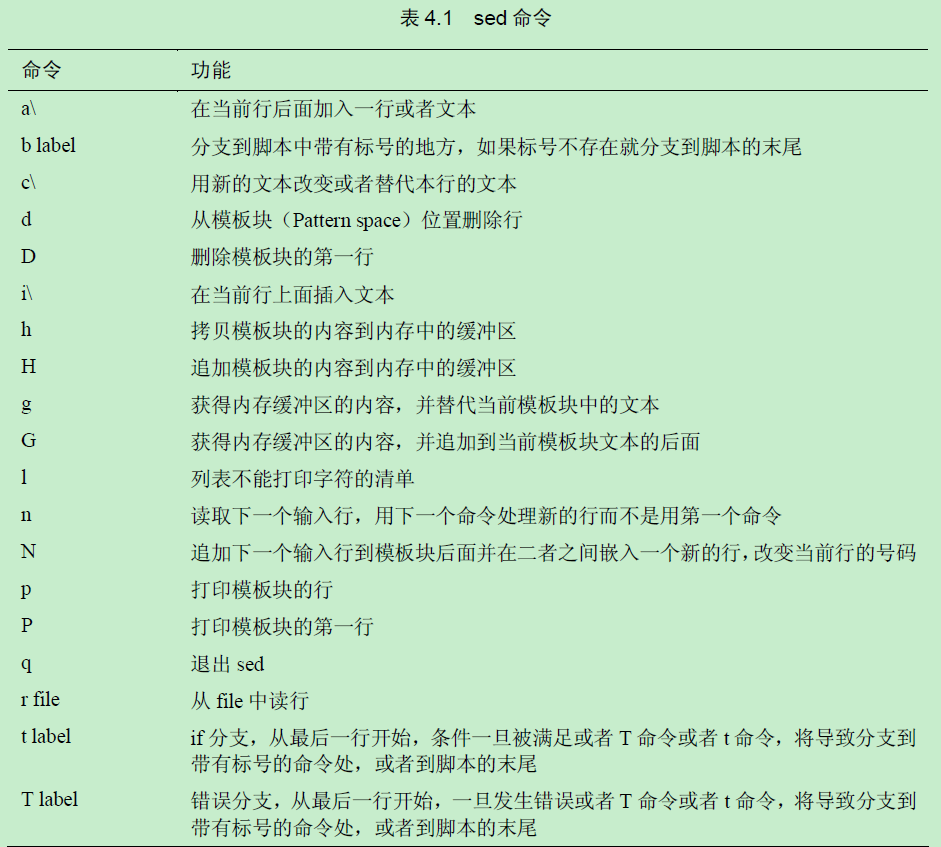 表 4.1 sed 命令
命令 功能
a\ 在当前行后面加入一行或者文本
b label 分支到脚本中带有标号的地方，如果标号不存在就分支到脚本的末尾
c\ 用新的文本改变或者替代本行的文本
d 从模板块（Pattern space）位置删除行
D 删除模板块的第一行
i\ 在当前行上面插入文本
h 拷贝模板块的内容到内存中的缓冲区
H 追加模板块的内容到内存中的缓冲区
g 获得内存缓冲区的内容，并替代当前模板块中的文本
G 获得内存缓冲区的内容，并追加到当前模板块文本的后面
l 列表不能打印字符的清单
n 读取下一个输入行，用下一个命令处理新的行而不是用第一个命令
N 追加下一个输入行到模板块后面并在二者之间嵌入一个新的行，改变当前行的号码
p 打印模板块的行
P 打印模板块的第一行
q 退出 sed
r file 从 file 中读行
t label if 分支，从最后一行开始，条件一旦被满足或者 T 命令或者 t 命令，将导致分支到
带有标号的命令处，或者到脚本的末尾
T label 错误分支，从最后一行开始，一旦发生错误或者 T 命令或者 t 命令，将导致分支到
带有标号的命令处，或者到脚本的末尾